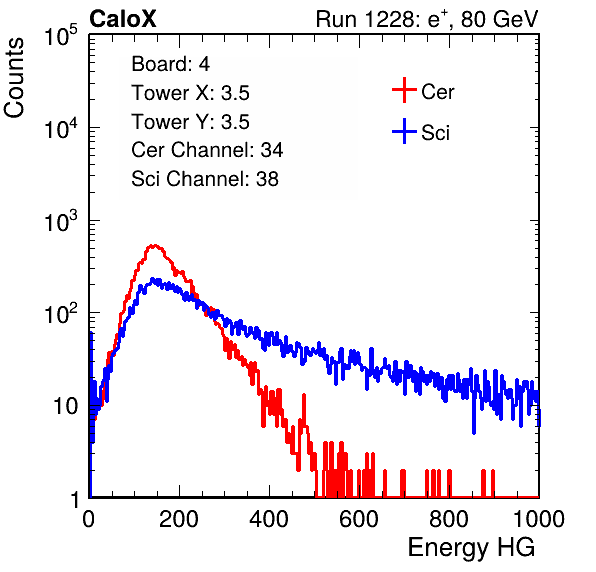 CaloX Run 1228: e⁺, 80 GeV
Board: 4
Tower X: 3.5
Tower Y: 3.5
Cer Channel: 34
Sci Channel: 38
Cer
Sci
Counts
10⁵
10⁴
10³
10²
10
1
0 200 400 600 800 1000
Energy HG